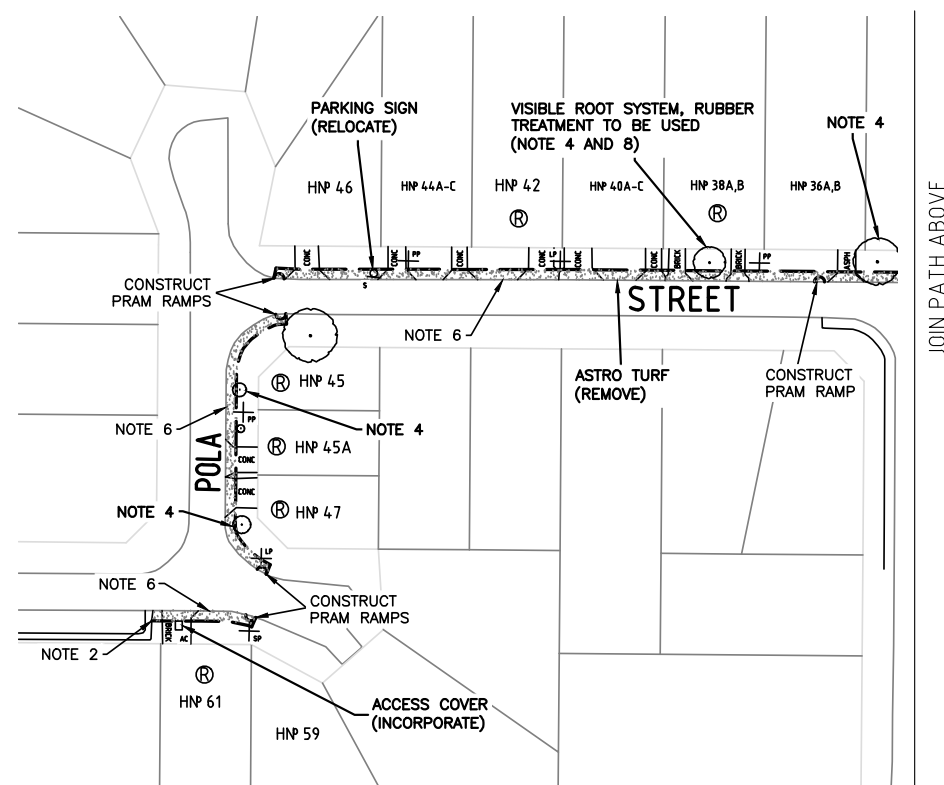 PARKING SIGN
(RELOCATE)
VISIBLE ROOT SYSTEM, RUBBER
TREATMENT TO BE USED
(NOTE 4 AND 8)
NOTE 4
HNº 46
HNº 44A-C
HNº 42
HNº 40A-C
HNº 38A,B
HNº 36A,B
R
R
JOIN PATH ABOVE
CONC
CONC
PP
CONC
CONC
LP
CONC
CONC
BRICK
BRICK
PP
ASPH
S
CONSTRUCT
PRAM RAMPS
STREET
NOTE 6
ASTRO TURF
(REMOVE)
CONSTRUCT
PRAM RAMP
R HNº 45
PP
NOTE 6
NOTE 4
POLA
R HNº 45A
CONC
CONC
R HNº 47
NOTE 4
LP
NOTE 6
CONSTRUCT
PRAM RAMPS
BRICK
AC
SP
NOTE 2
R
HNº 61
ACCESS COVER
(INCORPORATE)
HNº 59